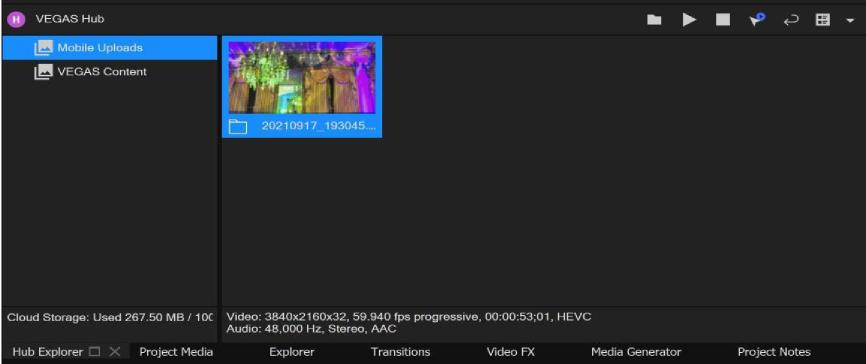 H VEGAS Hub
Mobile Uploads
VEGAS Content
20210917_193045....
Cloud Storage: Used 267.50 MB / 100
Video: 3840x2160x32, 59.940 fps progressive, 00:00:53;01, HEVC
Audio: 48,000 Hz, Stereo, AAC
Hub Explorer Project Media Explorer Transitions Video FX Media Generator Project Notes